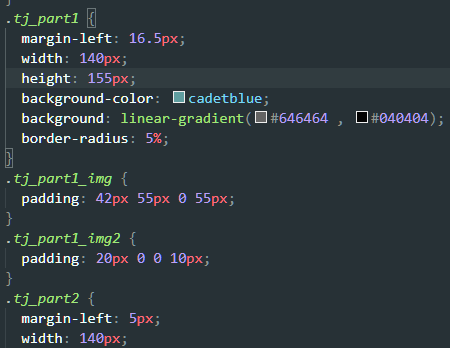 }
.tj_part1 {
margin-left: 16.5px;
width: 140px;
height: 155px;
background-color: cadetblue;
background: linear-gradient(#646464 , #040404);
border-radius: 5%;
}
.tj_part1_img {
padding: 42px 55px 0 55px;
}
.tj_part1_img2 {
padding: 20px 0 0 10px;
}
.tj_part2 {
margin-left: 5px;
width: 140px;